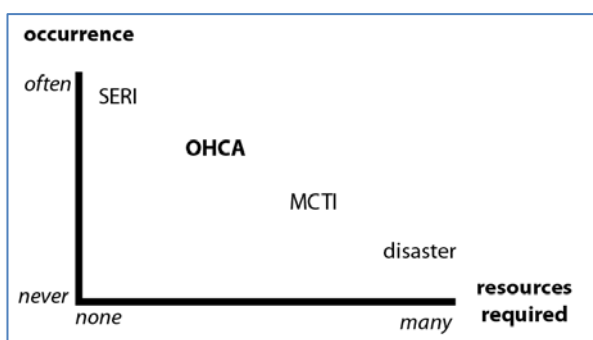 occurrence
often
SERI
OHCA
MCTI
disaster
never
none
many
resources
required